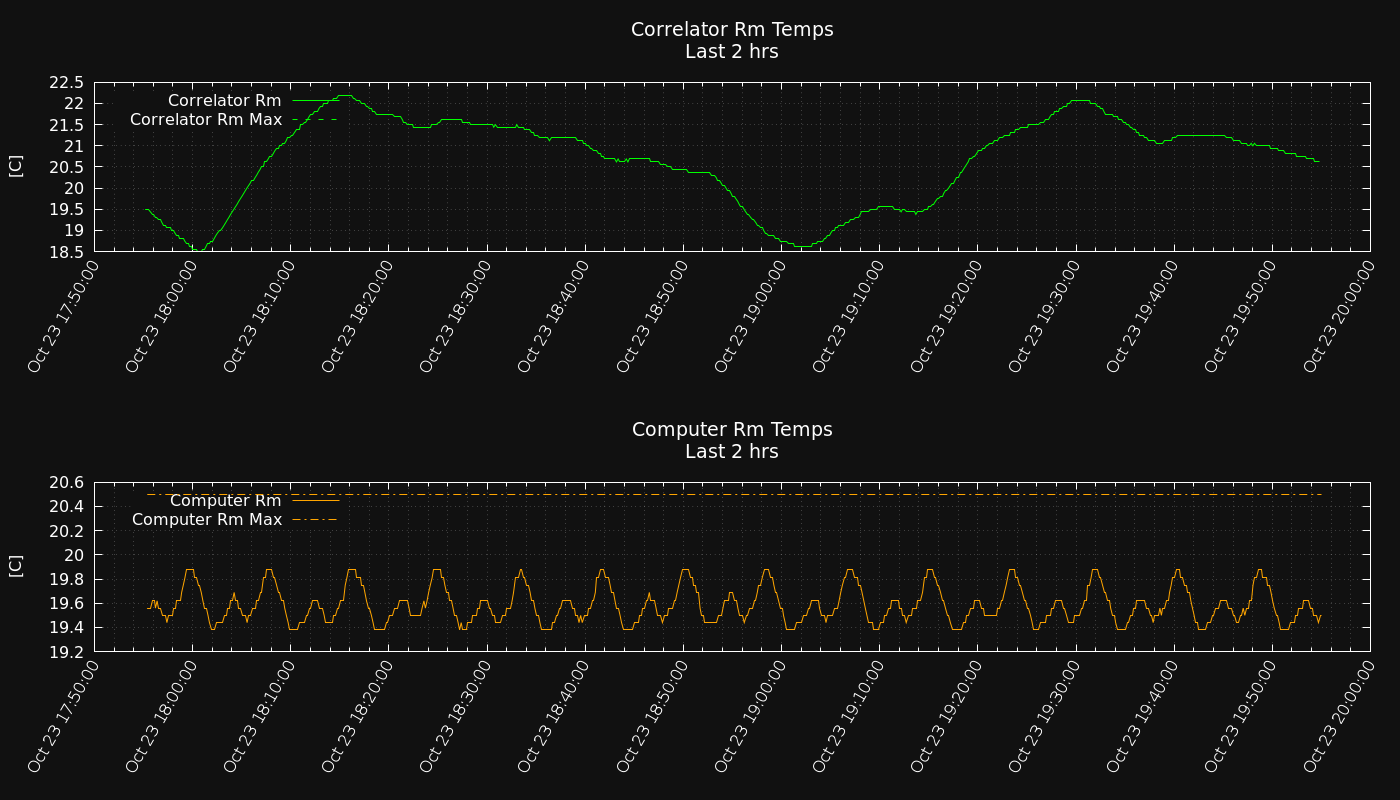 Correlator Rm Temps
Last 2 hrs
22.5
22
21.5
21
20.5
20
19.5
19
18.5
[C]
Correlator Rm
Correlator Rm Max
Oct 23 17:50:00
Oct 23 18:00:00
Oct 23 18:10:00
Oct 23 18:20:00
Oct 23 18:30:00
Oct 23 18:40:00
Oct 23 18:50:00
Oct 23 19:00:00
Oct 23 19:10:00
Oct 23 19:20:00
Oct 23 19:30:00
Oct 23 19:40:00
Oct 23 19:50:00
Oct 23 20:00:00
Computer Rm Temps
Last 2 hrs
20.6
20.4
20.2
20
19.8
19.6
19.4
19.2
[C]
Computer Rm
Computer Rm Max
Oct 23 17:50:00
Oct 23 18:00:00
Oct 23 18:10:00
Oct 23 18:20:00
Oct 23 18:30:00
Oct 23 18:40:00
Oct 23 18:50:00
Oct 23 19:00:00
Oct 23 19:10:00
Oct 23 19:20:00
Oct 23 19:30:00
Oct 23 19:40:00
Oct 23 19:50:00
Oct 23 20:00:00